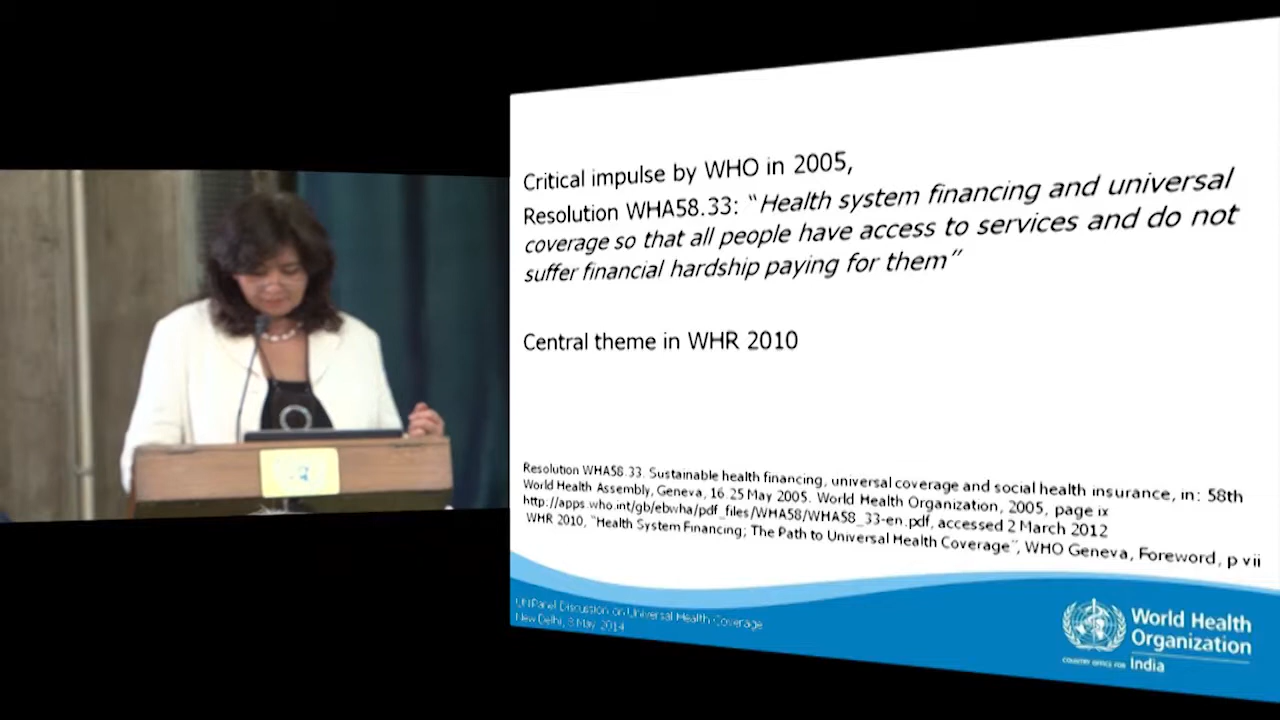 Critical impulse by WHO in 2005,
Resolution WHA58.33: “Health system financing and universal
coverage so that all people have access to services and do not
suffer financial hardship paying for them”
Central theme in WHR 2010
Resolution WHA58.33. Sustainable health financing, universal coverage and social health insurance, in: 58th
World Health Assembly, Geneva, 16 25 May 2005. World Health Organization, 2005, page ix
http://apps.who.int/gb/ebwha/pdf_files/WHA58/WHA58_33-en.pdf, accessed 2 March 2012
WHR 2010, “Health System Financing; The Path to Universal Health Coverage”, WHO Geneva, Foreword, p vii
UN Panel Discussion on Universal Health Coverage
New Delhi, 8 May 2014
World Health
Organization
COUNTRY OFFICE FOR India